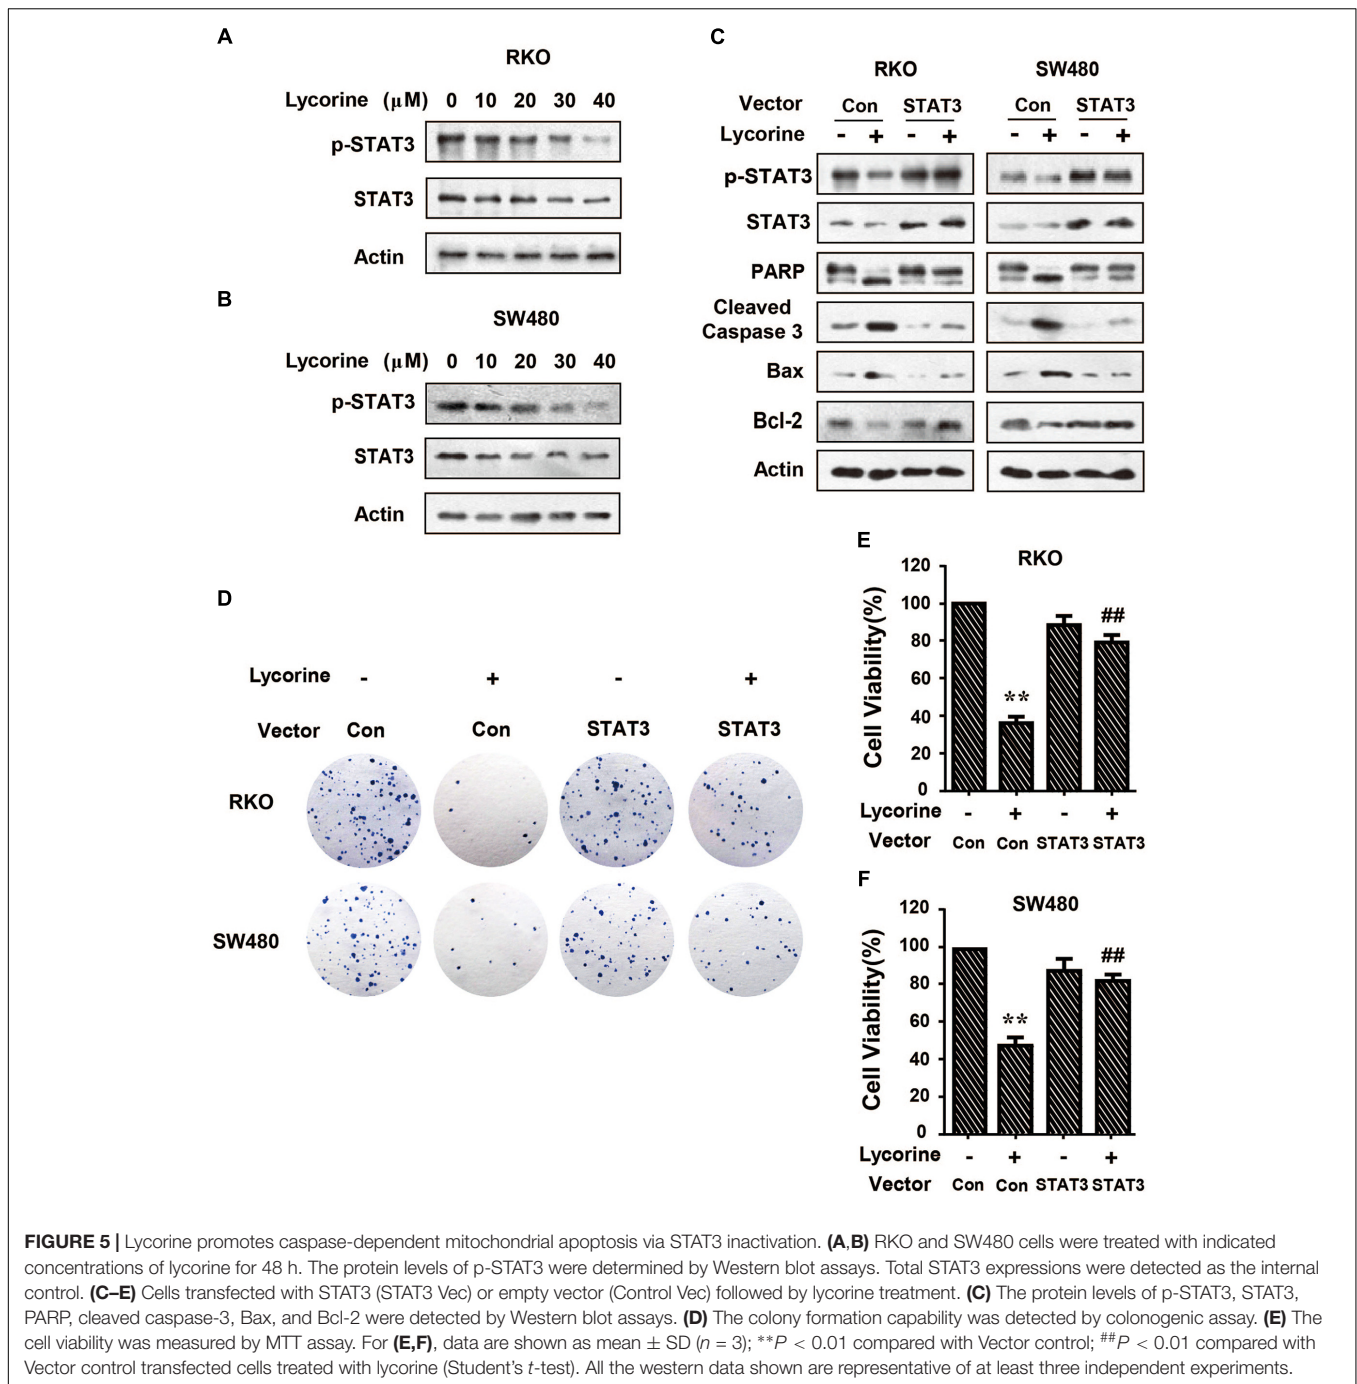 A
RKO
Lycorine (μM) 0 10 20 30 40
p-STAT3
STAT3
Actin
B
SW480
Lycorine (μM) 0 10 20 30 40
p-STAT3
STAT3
Actin
C
RKO SW480
Vector Con STAT3 Con STAT3
Lycorine - + - + - + - +
p-STAT3
STAT3
PARP
Cleaved
Caspase 3
Bax
Bcl-2
Actin
D
Lycorine - + - +
Vector Con Con STAT3 STAT3
RKO
SW480
E
RKO
Cell Viability(%)
120
100
80
60
40
20
0
**
##
Lycorine - + - +
Vector Con Con STAT3 STAT3
F
SW480
Cell Viability(%)
120
100
80
60
40
20
0
**
##
Lycorine - + - +
Vector Con Con STAT3 STAT3
FIGURE 5 | Lycorine promotes caspase-dependent mitochondrial apoptosis via STAT3 inactivation. (A,B) RKO and SW480 cells were treated with indicated
concentrations of lycorine for 48 h. The protein levels of p-STAT3 were determined by Western blot assays. Total STAT3 expressions were detected as the internal
control. (C–E) Cells transfected with STAT3 (STAT3 Vec) or empty vector (Control Vec) followed by lycorine treatment. (C) The protein levels of p-STAT3, STAT3,
PARP, cleaved caspase-3, Bax, and Bcl-2 were detected by Western blot assays. (D) The colony formation capability was detected by colonogenic assay. (E) The
cell viability was measured by MTT assay. For (E,F), data are shown as mean ± SD (n = 3); **P < 0.01 compared with Vector control; ##P < 0.01 compared with
Vector control transfected cells treated with lycorine (Student's t-test). All the western data shown are representative of at least three independent experiments.